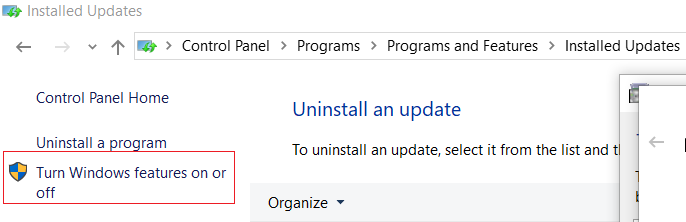 Installed Updates
Control Panel > Programs > Programs and Features > Installed Updates
Control Panel Home
Uninstall an update
Uninstall a program
To uninstall an update, select it from the list and
Turn Windows features on or
off
Organize